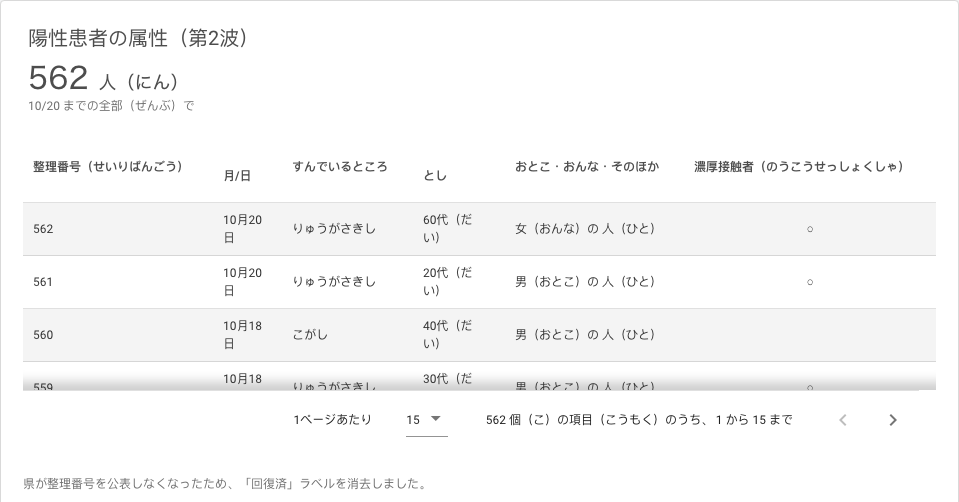 陽性患者の属性（第2波）
562 人（にん）
10/20 までの全部（ぜんぶ）で
整理番号（せいりばんごう） 月/日 すんでいるところ とし おとこ・おんな・そのほか 濃厚接触者（のうこうせっしょくしゃ）
562 10月20日 りゅうがさきし 60代（だい） 女（おんな）の 人（ひと） ○
561 10月20日 りゅうがさきし 20代（だい） 男（おとこ）の 人（ひと） ○
560 10月18日 こがし 40代（だい） 男（おとこ）の 人（ひと）
559 10月18 りゅうがさきし 30代（だ 男（おとこ）の 人（ひと） ○
1ページあたり 15 562 個（こ）の項目（こうもく）のうち、1 から 15 まで
県が整理番号を公表しなくなったため、「回復済」ラベルを消去しました。